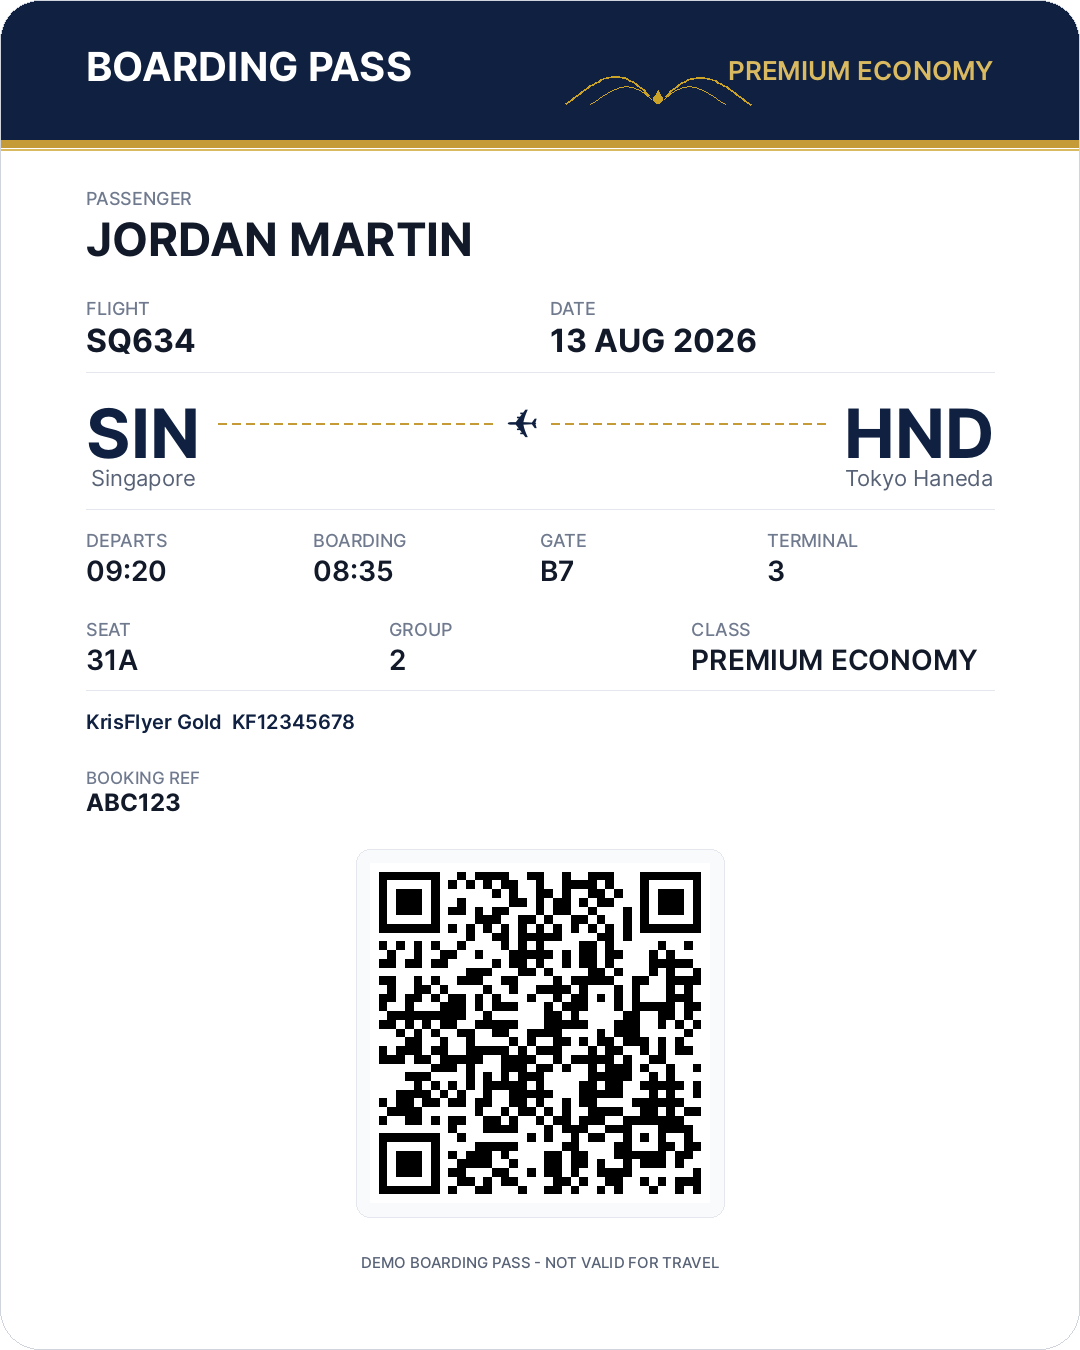 BOARDING PASS
PREMIUM ECONOMY
PASSENGER
JORDAN MARTIN
FLIGHT DATE
SQ634 13 AUG 2026
SIN HND
Singapore Tokyo Haneda
DEPARTS BOARDING GATE TERMINAL
09:20 08:35 B7 3
SEAT GROUP CLASS
31A 2 PREMIUM ECONOMY
KrisFlyer Gold KF12345678
BOOKING REF
ABC123
DEMO BOARDING PASS - NOT VALID FOR TRAVEL